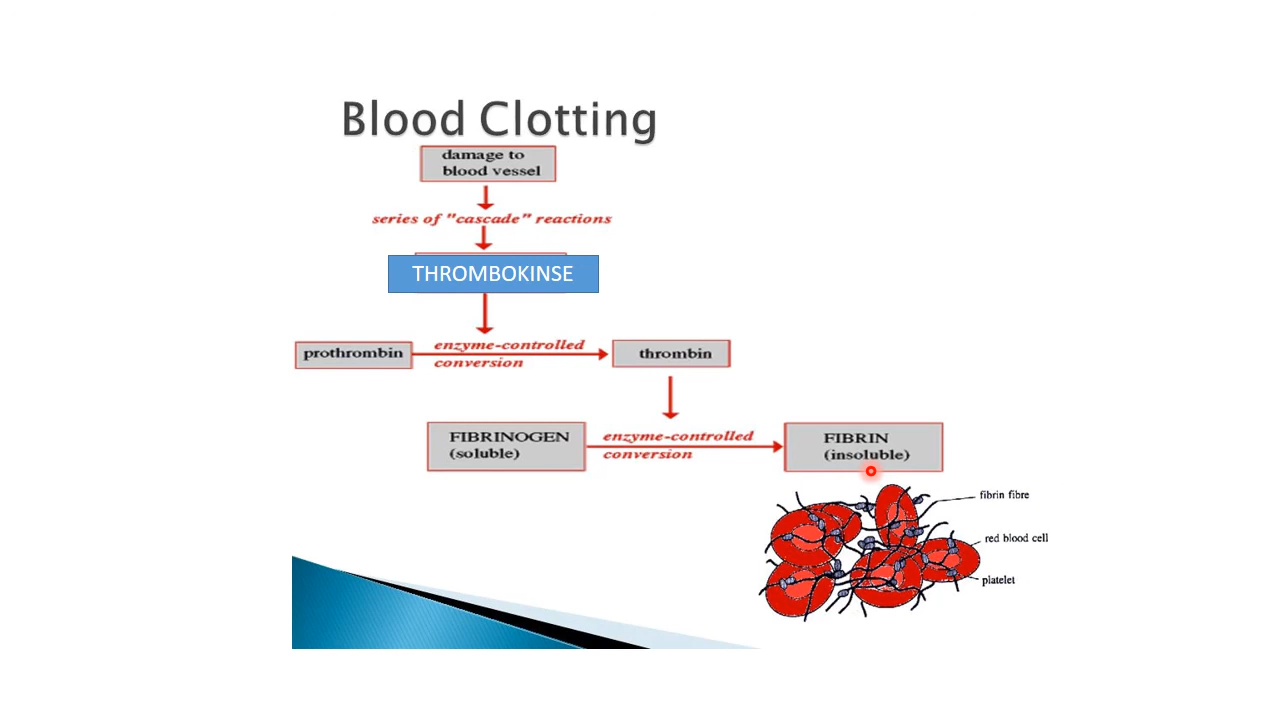 Blood Clotting
damage to
blood vessel
series of "cascade" reactions
THROMBOKINSE
prothrombin
enzyme-controlled
conversion
thrombin
FIBRINOGEN
(soluble)
enzyme-controlled
conversion
FIBRIN
(insoluble)
fibrin fibre
red blood cell
platelet